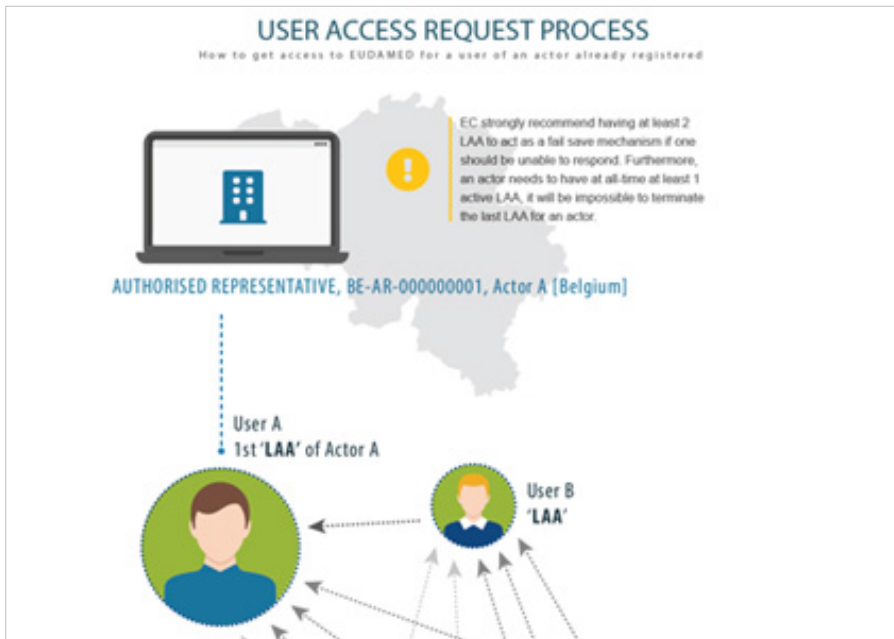 USER ACCESS REQUEST PROCESS
How to get access to EUDAMED for a user of an actor already registered
EC strongly recommend having at least 2
LAA to act as a fail save mechanism if one
should be unable to respond. Furthermore,
an actor needs to have at all-time at least 1
active LAA, it will be impossible to terminate
the last LAA for an actor.
AUTHORISED REPRESENTATIVE, BE-AR-000000001, Actor A [Belgium]
User A
1st ‘LAA’ of Actor A
User B
‘LAA’